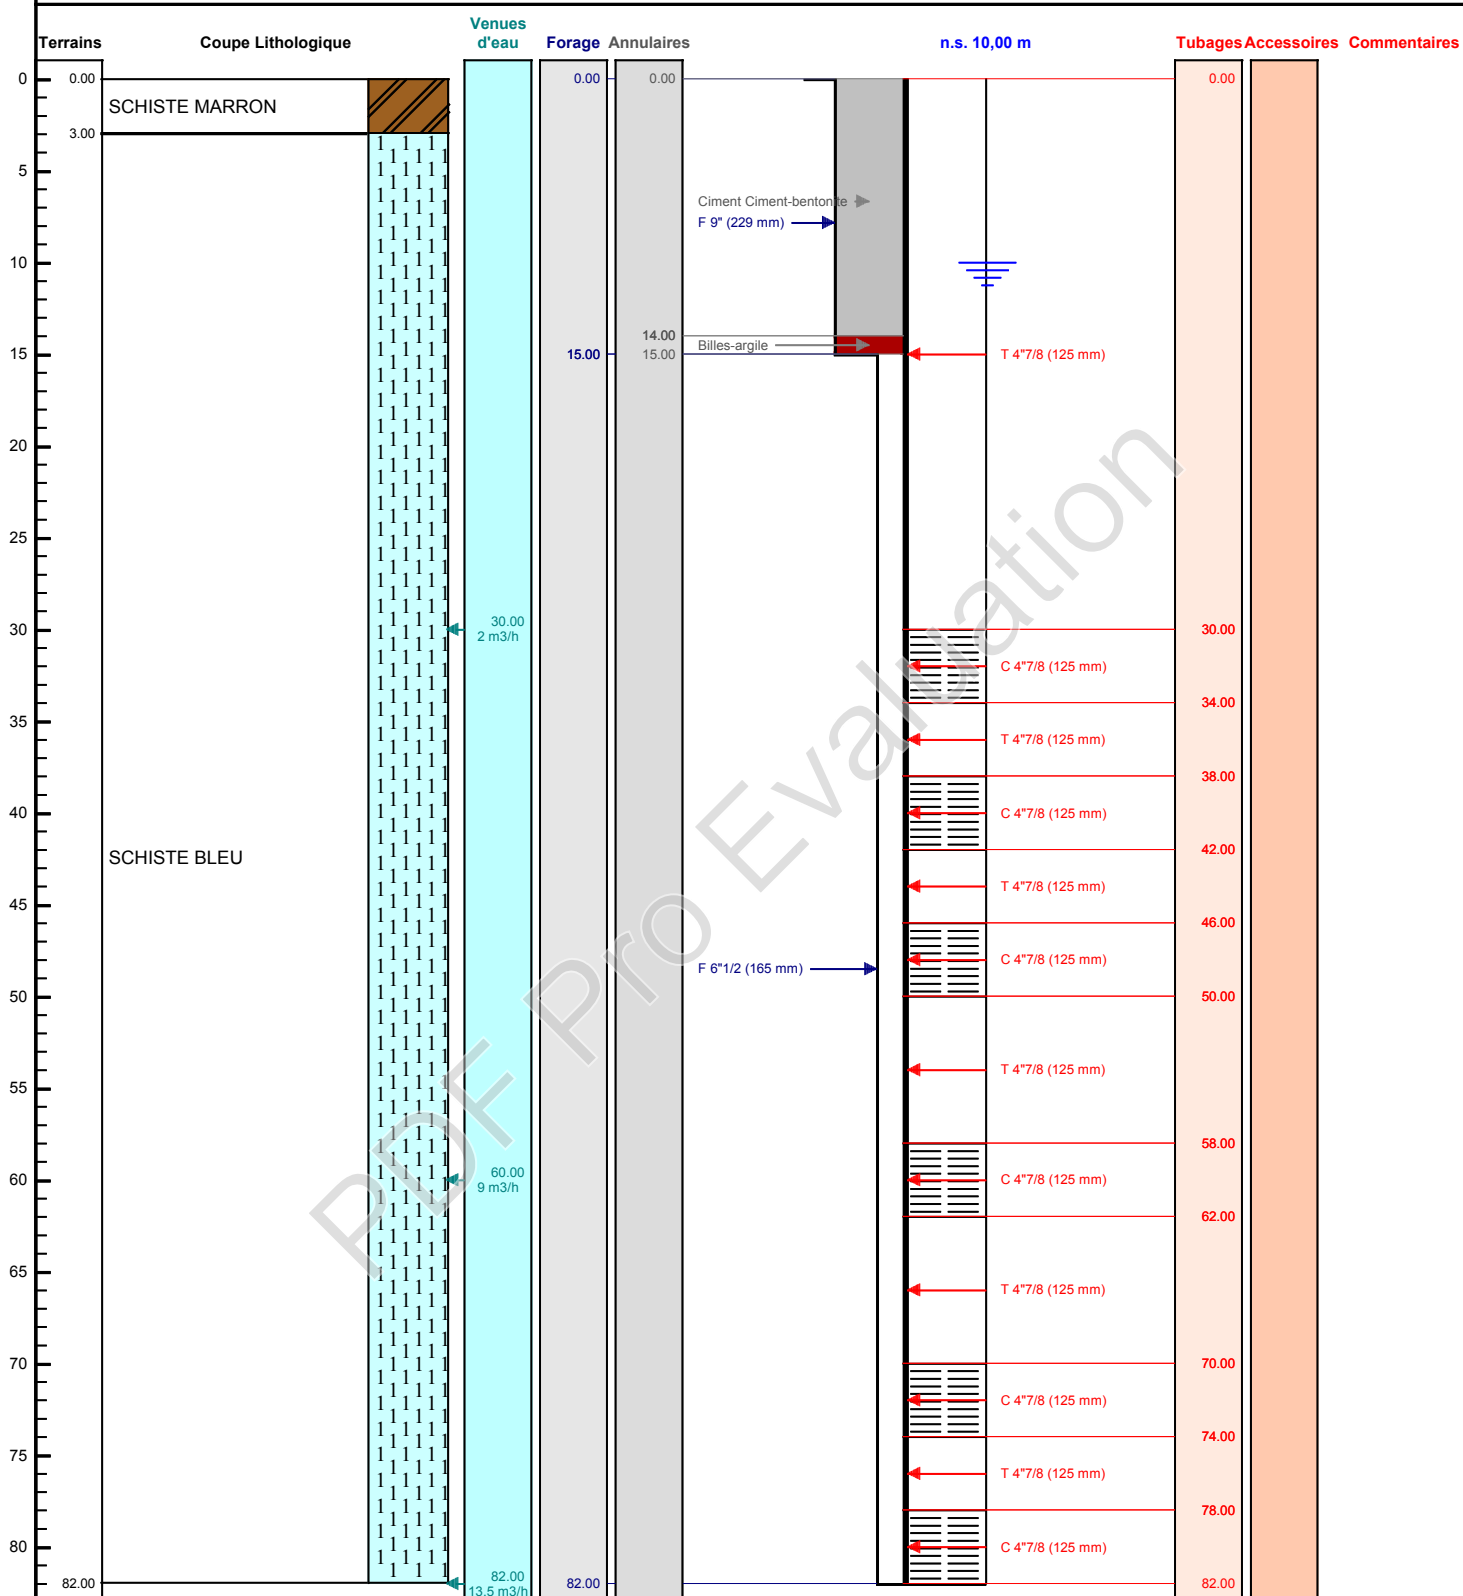 Venues
Terrains Coupe Lithologique d'eau Forage Annulaires n.s. 10,00 m Tubages Accessoires Commentaires
0 0.00 0.00 0.00 0.00
SCHISTE MARRON
3.00
5
Ciment Ciment-bentonite
F 9" (229 mm)
10
14.00
Billes-argile
15 15.00 15.00 T 4"7/8 (125 mm)
20
25
30.00
30 2 m3/h 30.00
C 4"7/8 (125 mm)
34.00
35
T 4"7/8 (125 mm)
38.00
40 C 4"7/8 (125 mm)
SCHISTE BLEU 42.00
T 4"7/8 (125 mm)
45
46.00
C 4"7/8 (125 mm)
F 6"1/2 (165 mm)
50 50.00
T 4"7/8 (125 mm)
55
58.00
60.00
60 9 m3/h C 4"7/8 (125 mm)
62.00
65
T 4"7/8 (125 mm)
70 70.00
C 4"7/8 (125 mm)
74.00
75
T 4"7/8 (125 mm)
78.00
80 C 4"7/8 (125 mm)
82.00 82.00 82.00 82.00
13.5 m3/h
PDF Pro Evaluation